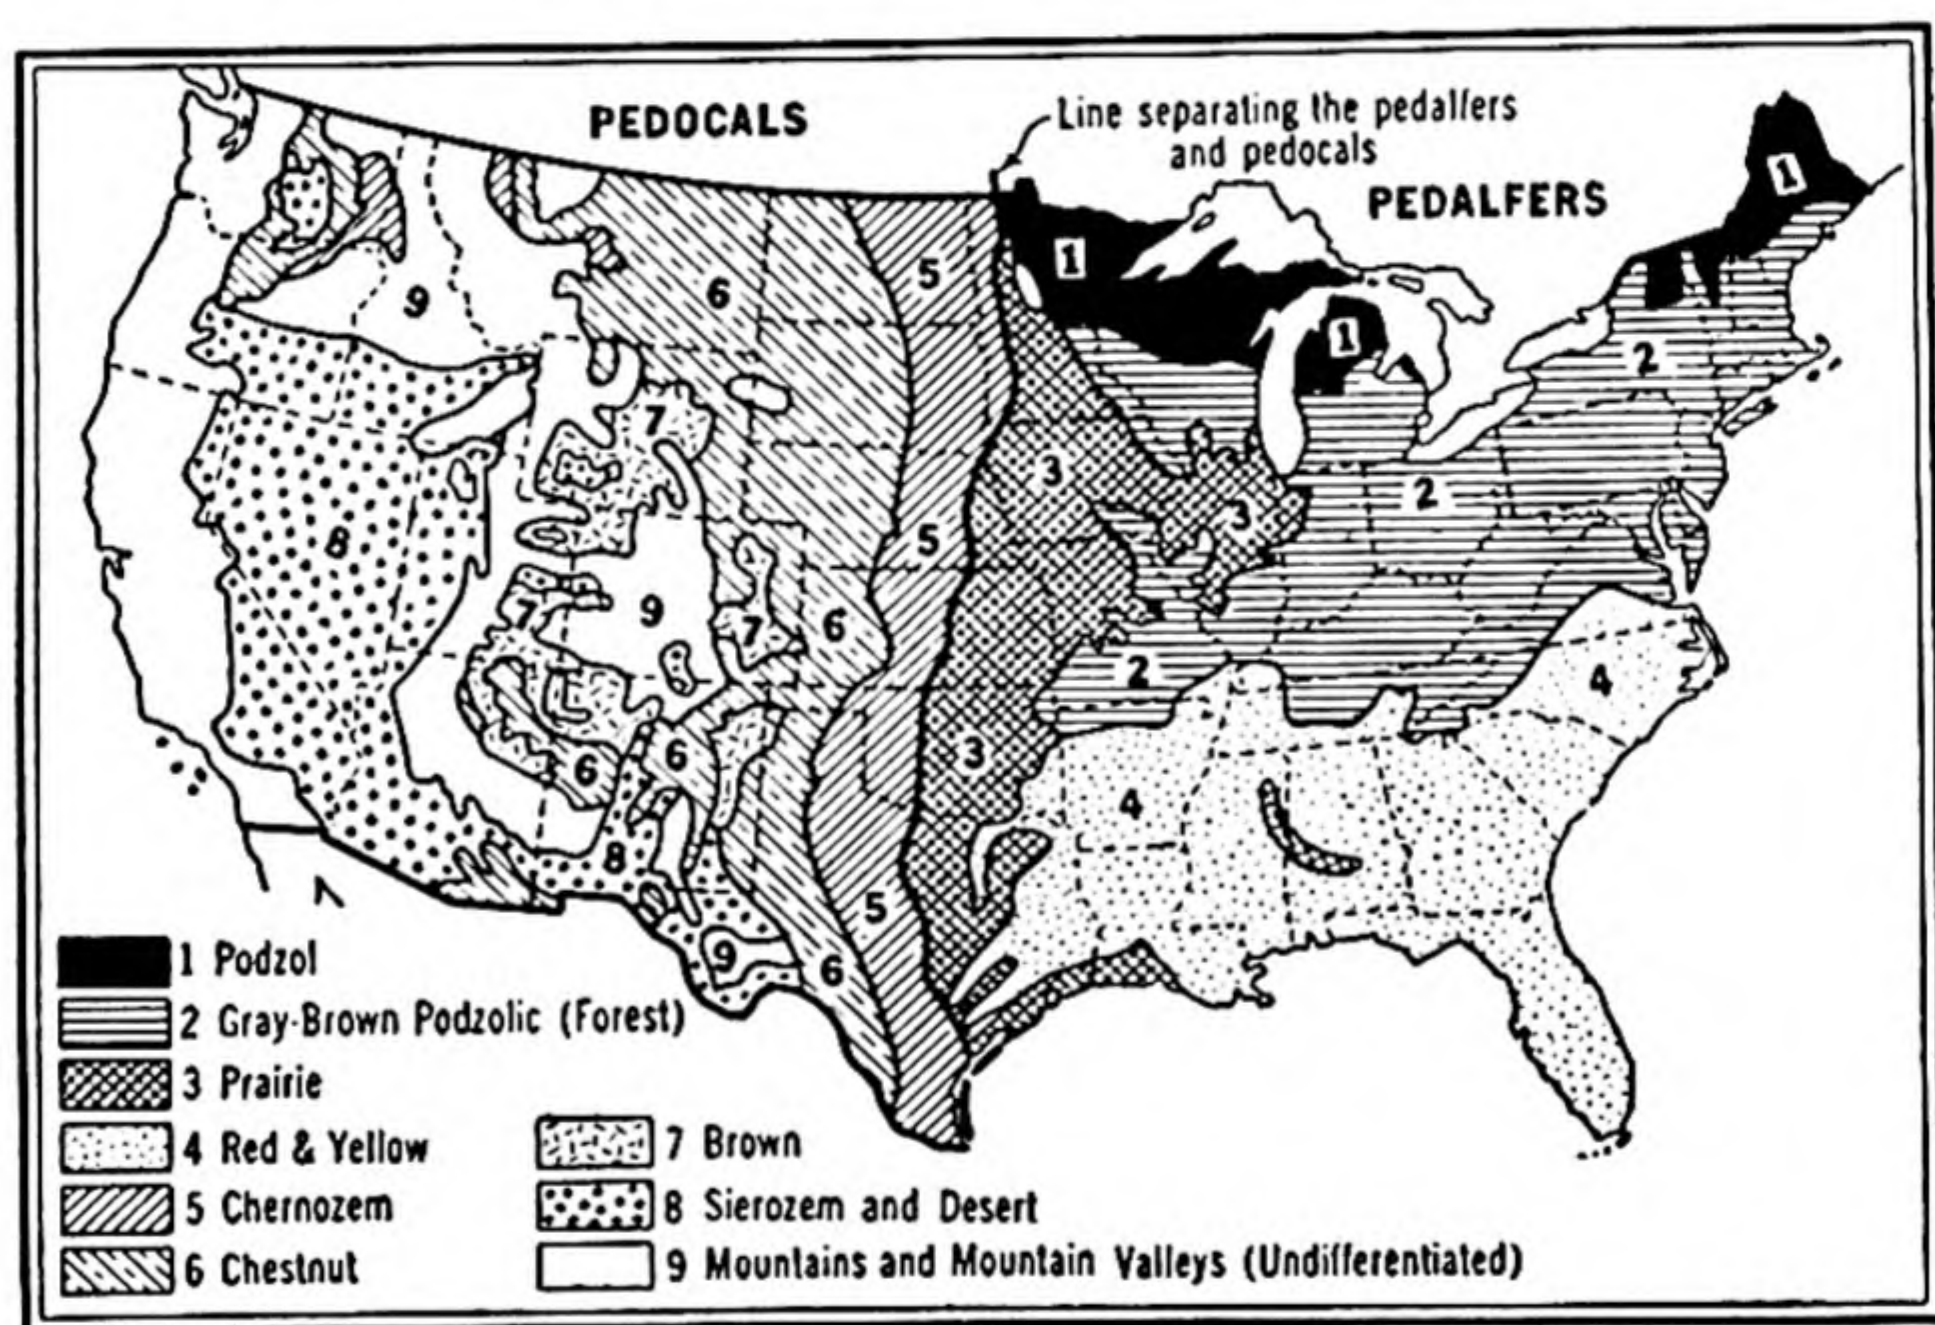 PEDOCALS
Line separating the pedalfers
and pedocals
PEDALFERS
1
1
1
2
2
2
3
3
3
4
4
5
5
5
6
6
6
6
6
7
7
7
8
8
9
9
9
1 Podzol
2 Gray-Brown Podzolic (Forest)
3 Prairie
4 Red & Yellow
5 Chernozem
6 Chestnut
7 Brown
8 Sierozem and Desert
9 Mountains and Mountain Valleys (Undifferentiated)